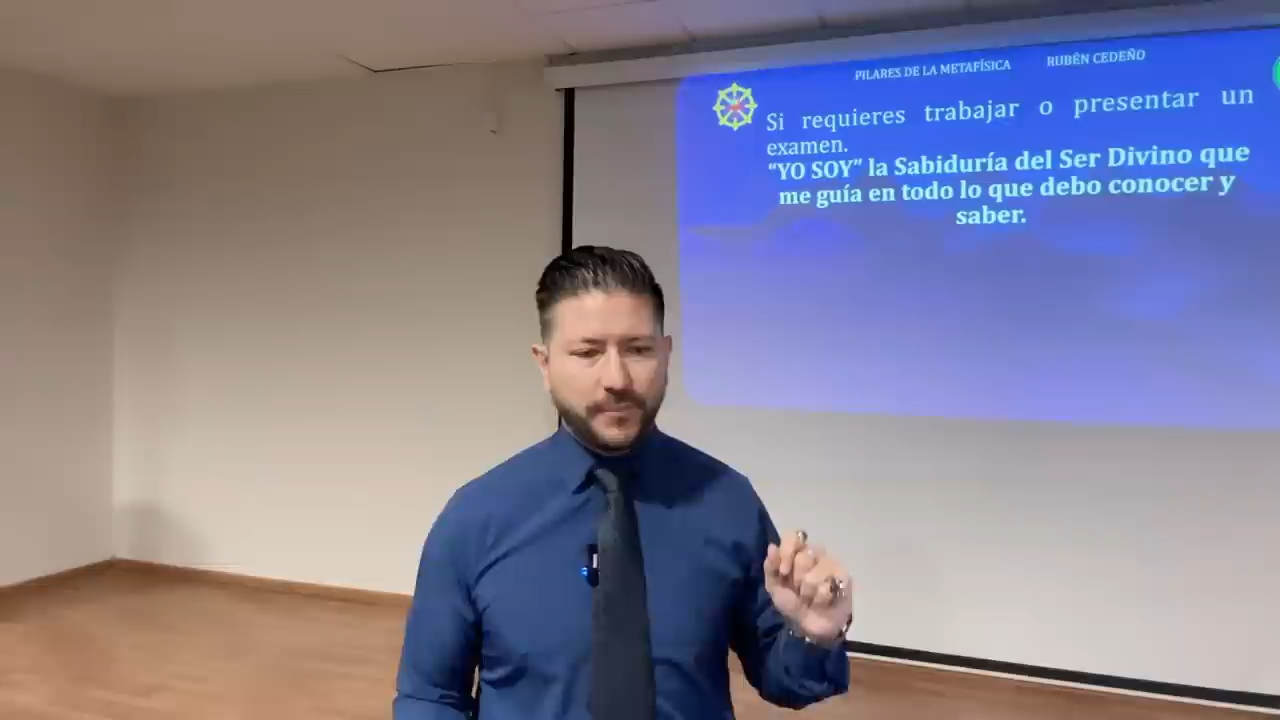 PILARES DE LA METAFÍSICA RUBÉN CEDEÑO
Si requieres trabajar o presentar un
examen.
“YO SOY” la Sabiduría del Ser Divino que
me guía en todo lo que debo conocer y
saber.